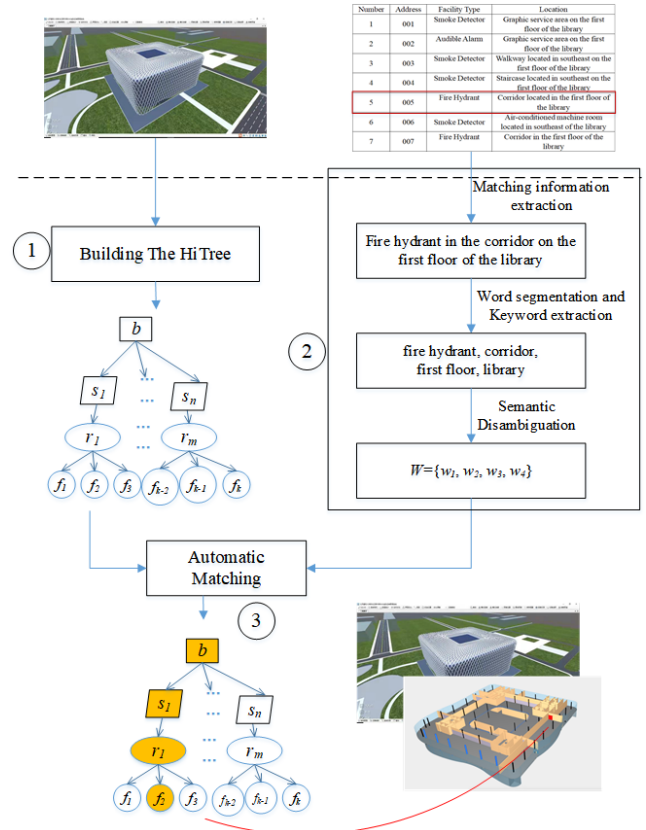 Number Address Facility Type Location
1 001 Smoke Detector Graphic service area on the first
floor of the library
2 002 Audible Alarm Graphic service area on the first
floor of the library
3 003 Smoke Detector Walkway located in southeast on the
first floor of the library
4 004 Smoke Detector Staircase located in southeast on the
first floor of the library
5 005 Fire Hydrant Corridor located in the first floor of
the library
6 006 Smoke Detector Air-conditioned machine room
located in southeast of the library
7 007 Fire Hydrant Corridor in the first floor of the
library
Matching information
extraction
1
Building The HiTree
Fire hydrant in the corridor on the
first floor of the library
Word segmentation and
Keyword extraction
2
fire hydrant, corridor,
first floor, library
Semantic
Disambiguation
W={w1, w2, w3, w4}
b
s1 ... sn
...
r1 ... rm
...
f1 f2 f3 fk-2 fk-1 fk
Automatic
Matching
3
b
s1 ... sn
...
r1 ... rm
...
f1 f2 f3 fk-2 fk-1 fk